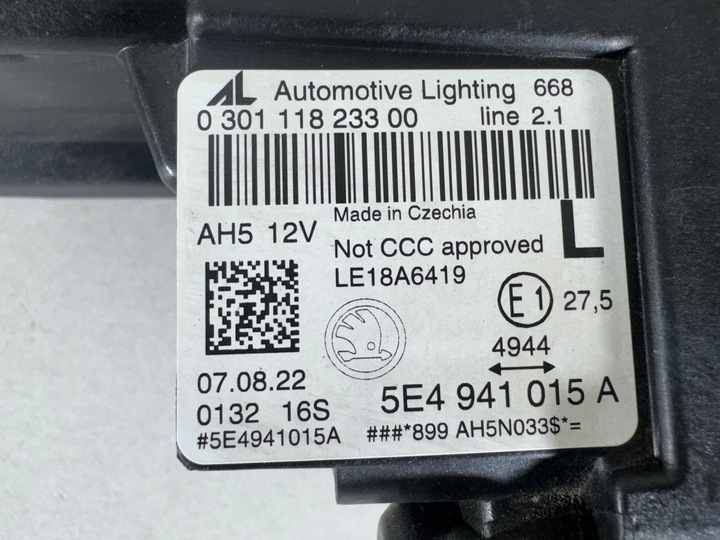 AL Automotive Lighting 668
0 301 118 233 00 line 2.1
Made in Czechia
AH5 12V
Not CCC approved L
LE18A6419
E1 27,5
4944
07.08.22
5E4 941 015 A
0132 16S
#5E4941015A ###*899 AH5N033$*=